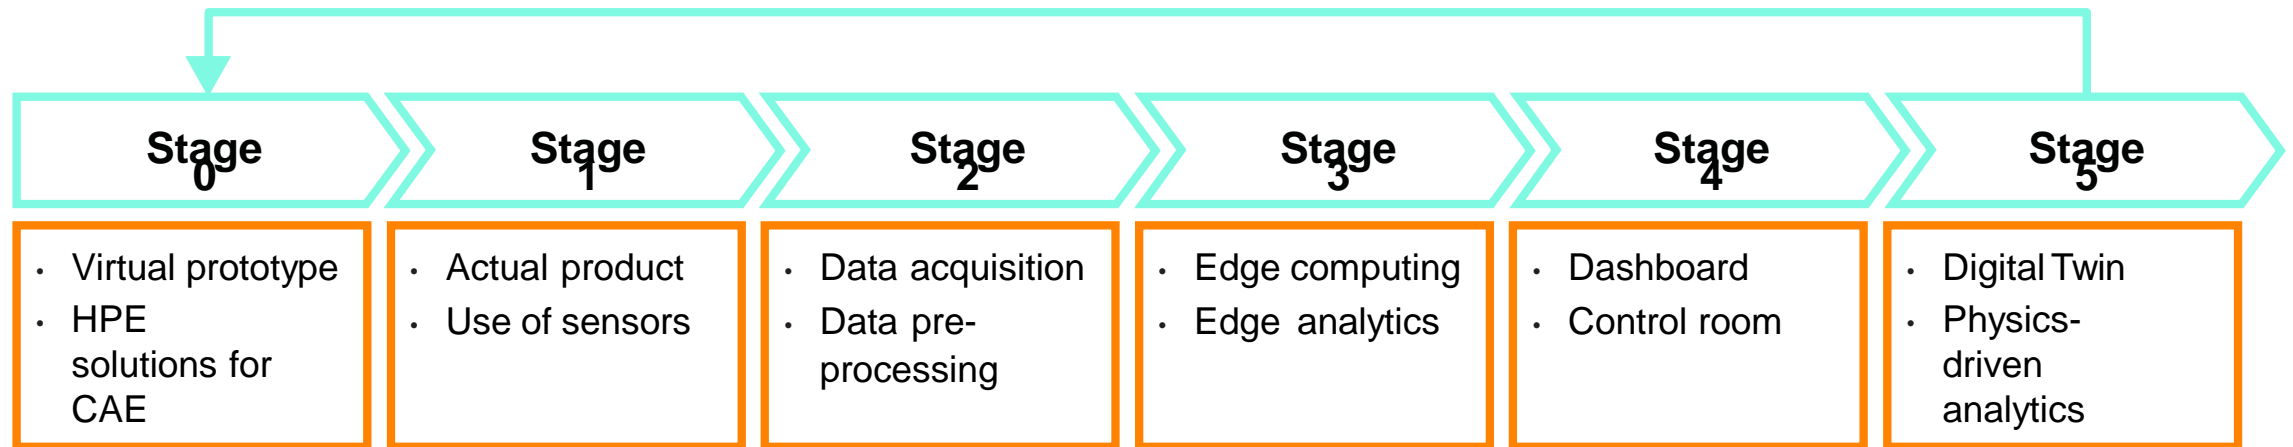 Stage
0
Stage
1
Stage
2
Stage
3
Stage
4
Stage
5
· Virtual prototype
· HPE
solutions for
CAE
· Actual product
· Use of sensors
· Data acquisition
· Data pre-
processing
· Edge computing
· Edge analytics
· Dashboard
· Control room
· Digital Twin
· Physics-
driven
analytics